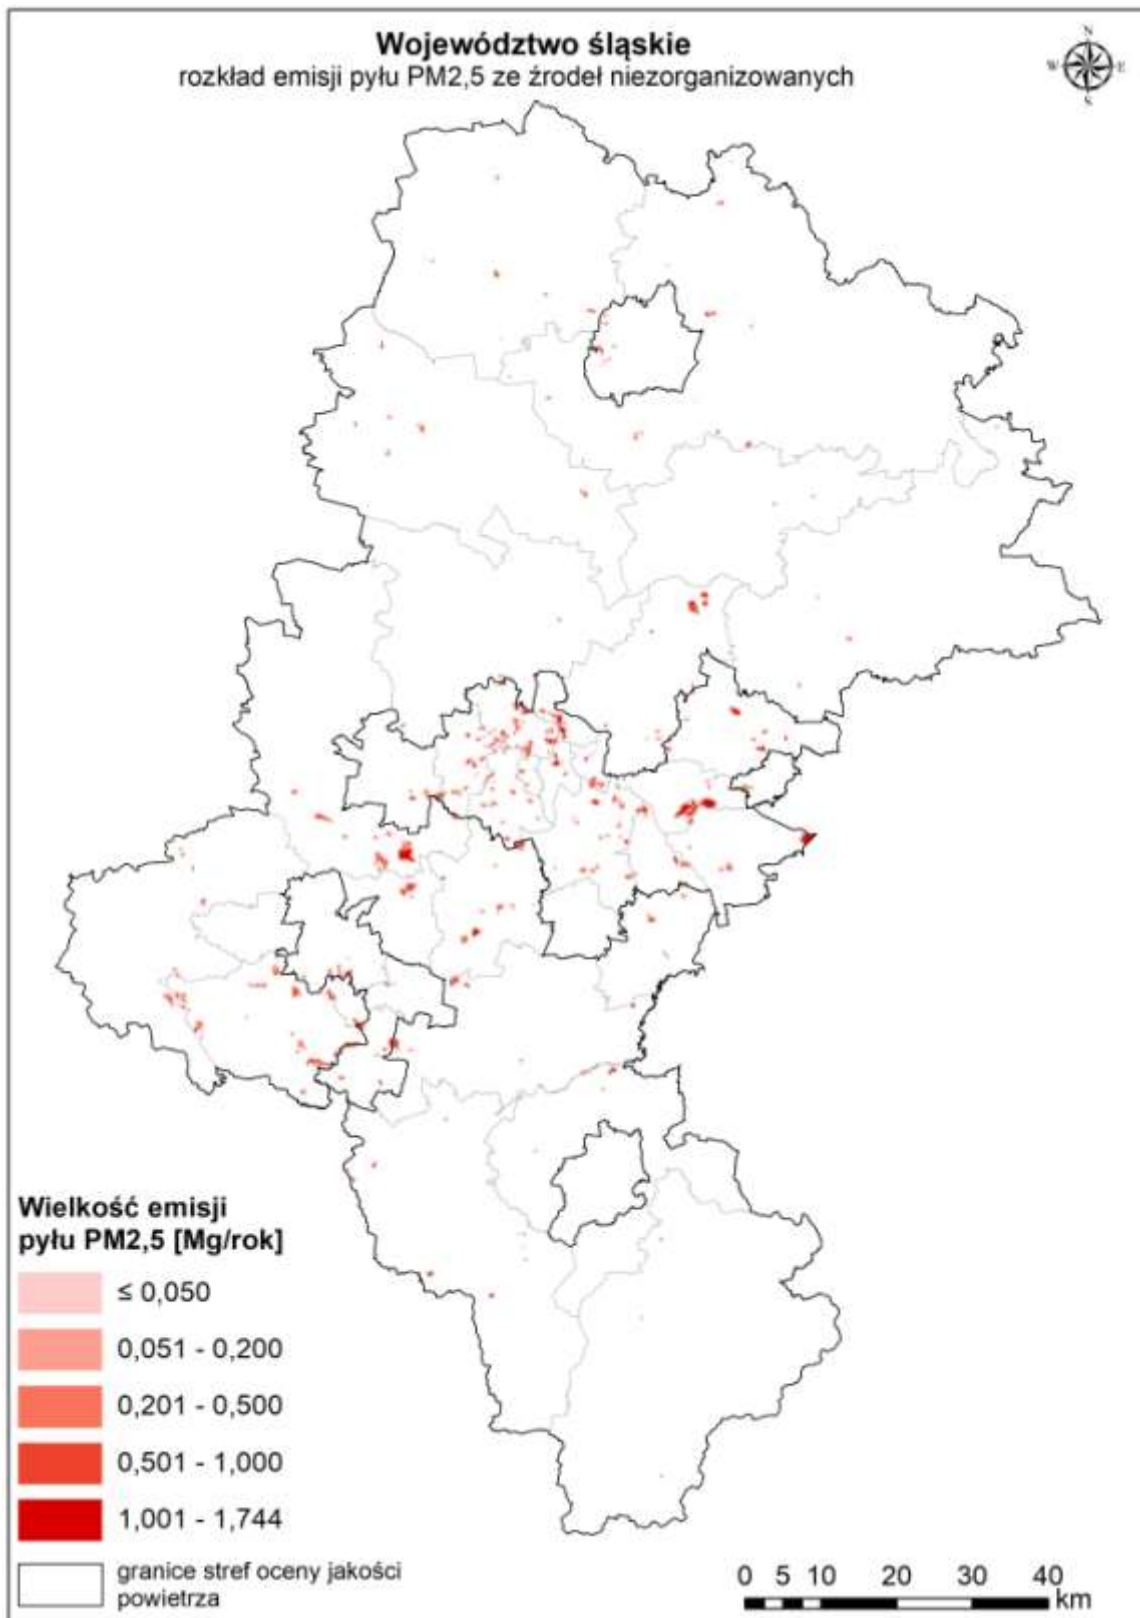 Województwo śląskie
rozkład emisji pyłu PM2,5 ze źrodeł niezorganizowanych
N
W E
S
Wielkość emisji
pyłu PM2,5 [Mg/rok]
≤ 0,050
0,051 - 0,200
0,201 - 0,500
0,501 - 1,000
1,001 - 1,744
granice stref oceny jakości
powietrza
0 5 10 20 30 40
km